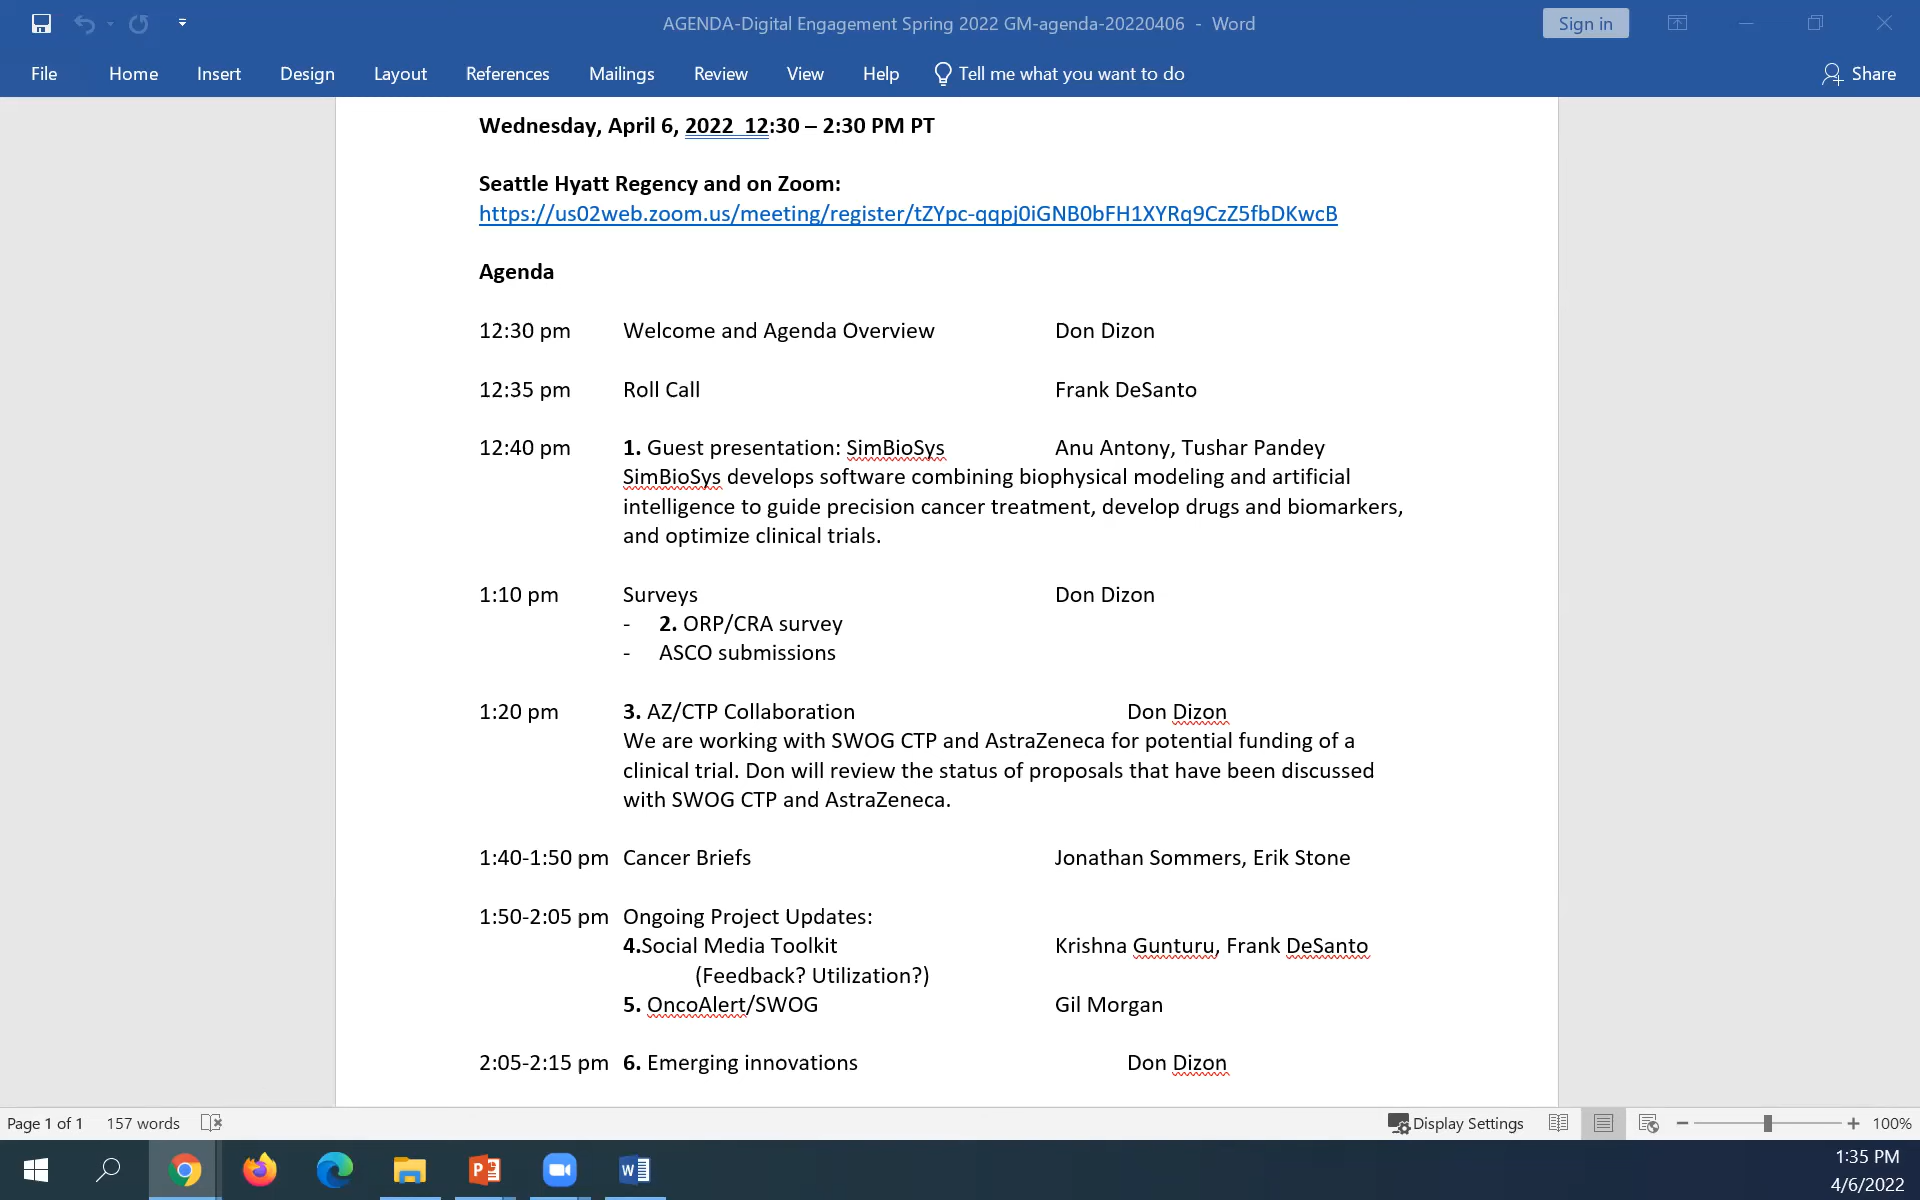 AGENDA-Digital Engagement Spring 2022 GM-agenda-20220406 - Word
Sign in
File Home Insert Design Layout References Mailings Review View Help Tell me what you want to do Share
Wednesday, April 6, 2022 12:30 – 2:30 PM PT
Seattle Hyatt Regency and on Zoom:
https://us02web.zoom.us/meeting/register/tZYpc-qqpj0iGNB0bFH1XYRq9CzZ5fbDKwcB
Agenda
12:30 pm Welcome and Agenda Overview Don Dizon
12:35 pm Roll Call Frank DeSanto
12:40 pm 1. Guest presentation: SimBioSys Anu Antony, Tushar Pandey
SimBioSys develops software combining biophysical modeling and artificial
intelligence to guide precision cancer treatment, develop drugs and biomarkers,
and optimize clinical trials.
1:10 pm Surveys Don Dizon
- 2. ORP/CRA survey
- ASCO submissions
1:20 pm 3. AZ/CTP Collaboration Don Dizon
We are working with SWOG CTP and AstraZeneca for potential funding of a
clinical trial. Don will review the status of proposals that have been discussed
with SWOG CTP and AstraZeneca.
1:40-1:50 pm Cancer Briefs Jonathan Sommers, Erik Stone
1:50-2:05 pm Ongoing Project Updates:
4.Social Media Toolkit Krishna Gunturu, Frank DeSanto
(Feedback? Utilization?)
5. OncoAlert/SWOG Gil Morgan
2:05-2:15 pm 6. Emerging innovations Don Dizon
Page 1 of 1 157 words Display Settings 100%
1:35 PM
4/6/2022